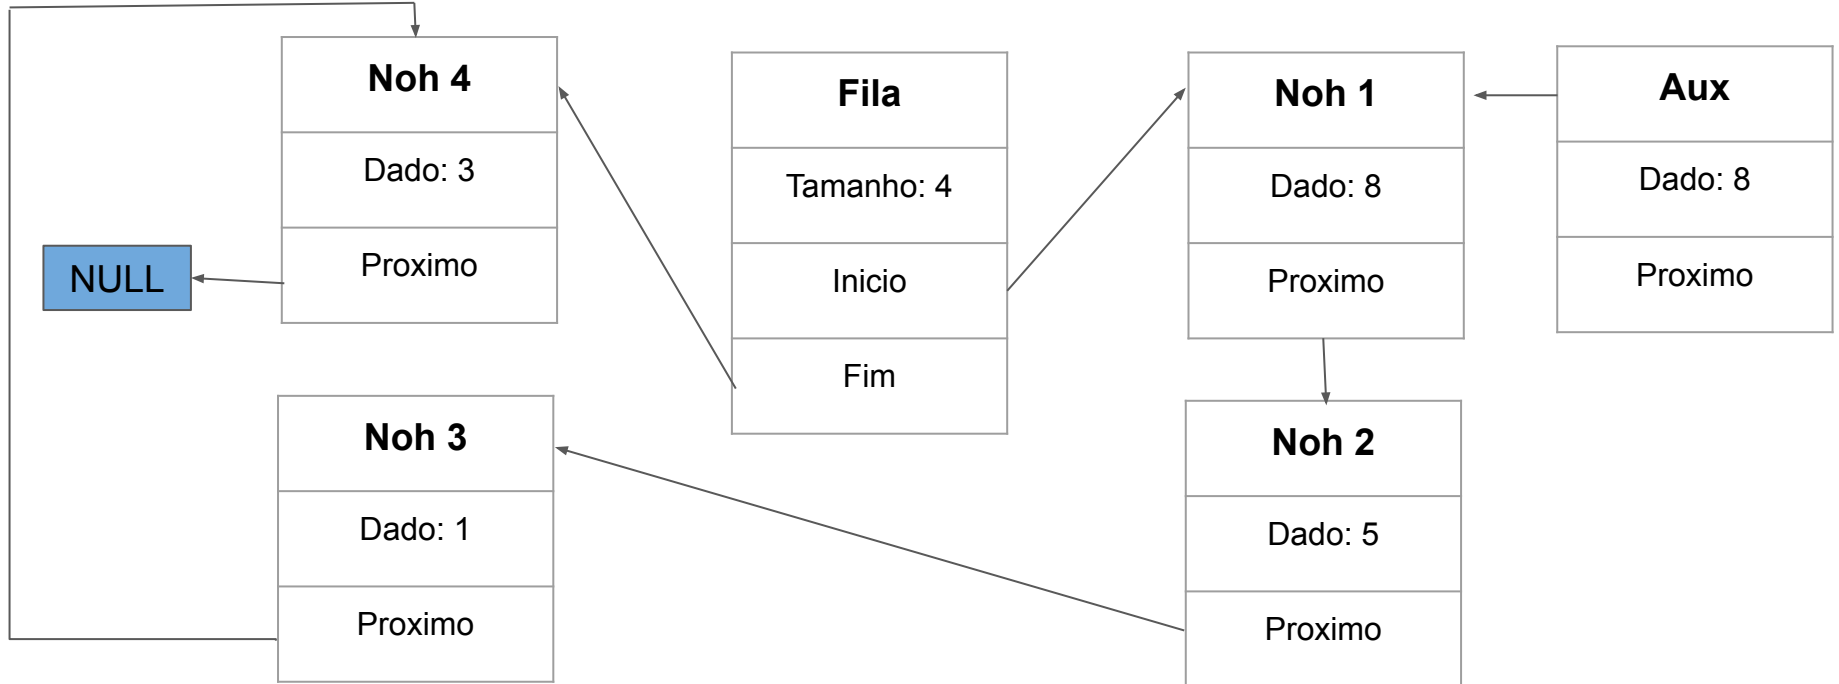 Noh 4
Dado: 3
Proximo
NULL
Fila
Tamanho: 4
Inicio
Fim
Noh 1
Dado: 8
Proximo
Aux
Dado: 8
Proximo
Noh 3
Dado: 1
Proximo
Noh 2
Dado: 5
Proximo